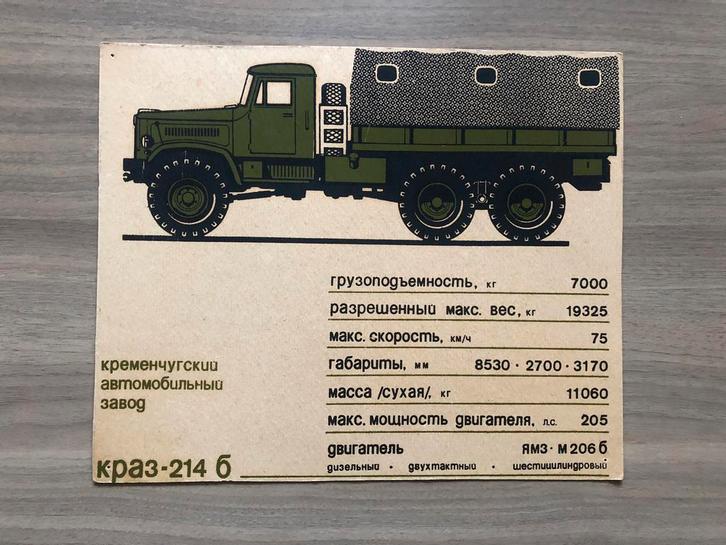 грузоподъемность, кг 7000
разрешенный макс. вес, кг 19325
макс. скорость, км/ч 75
габариты, мм 8530 · 2700 · 3170
масса /сухая/, кг 11060
макс. мощность двигателя, л.с. 205
двигатель ЯМЗ · М206б
дизельный · двухтактный · шестицилиндровый
кременчугский
автомобильный
завод
краз-214 б